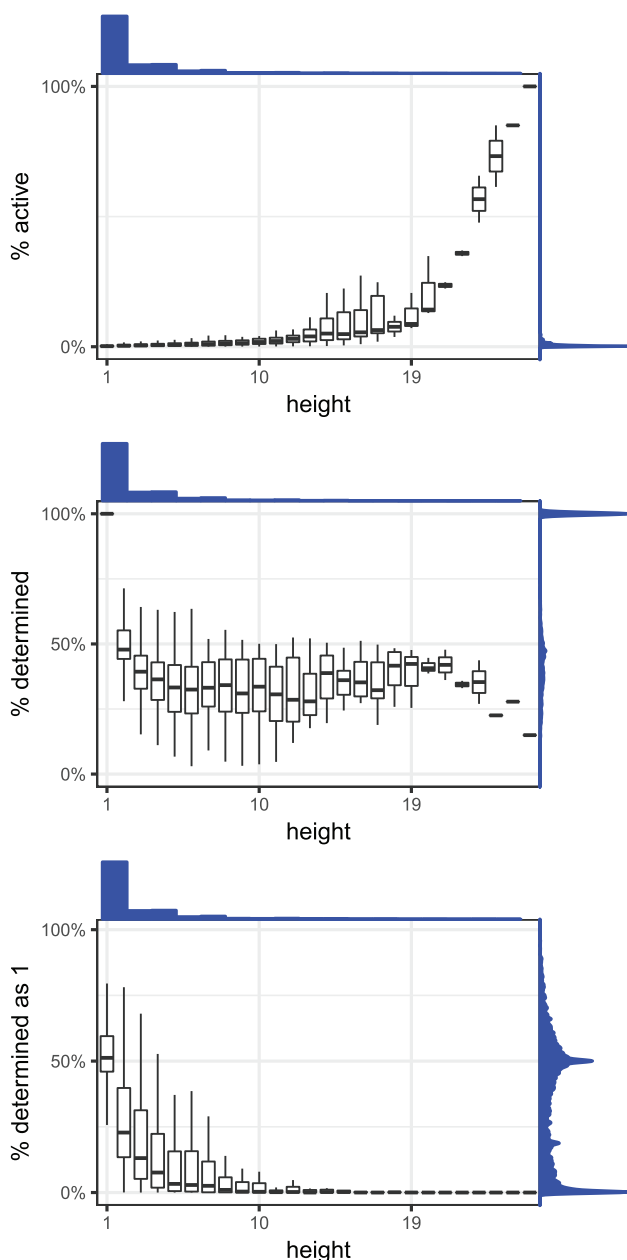 100%
% active
0%
1 10 19
height
100%
% determined
50%
0%
1 10 19
height
100%
% determined as 1
50%
0%
1 10 19
height